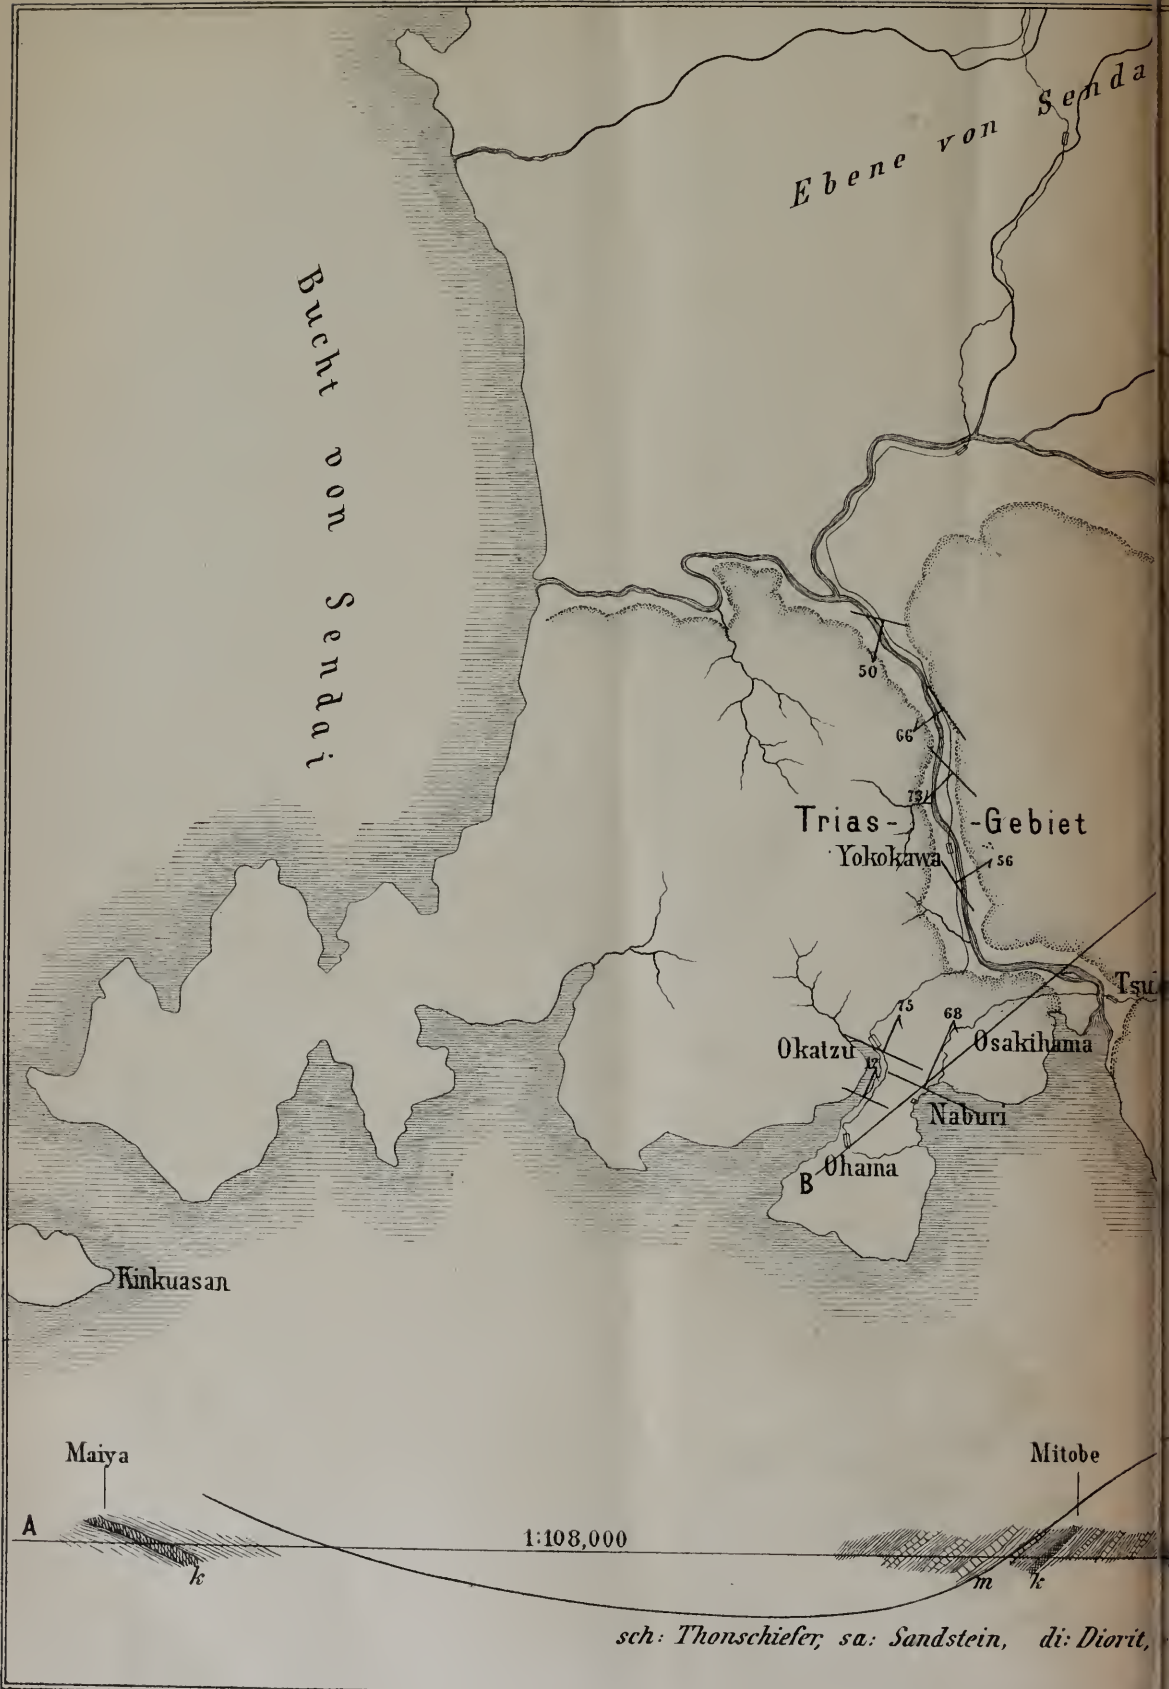 Ebene von Senda
Bucht von Sendai
50
66
73
Trias- -Gebiet
Yokokawa
56
Tsu
75
68
Okatzu
Osakihama
12
Naburi
Ohama
B
Kinkuasan
Maiya
Mitobe
A
1:108,000
k
m
k
sch: Thonschiefer, sa: Sandstein, di: Diorit,